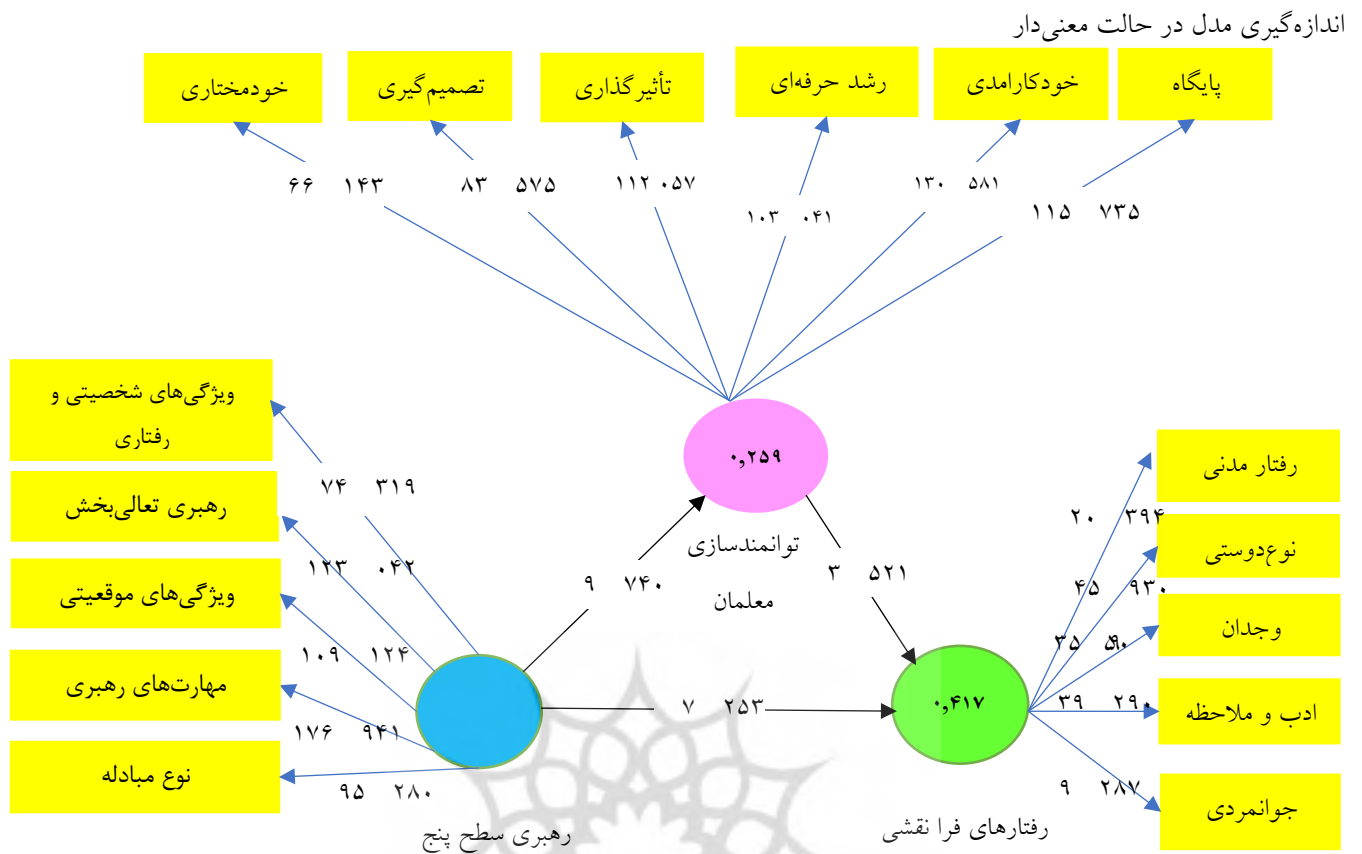 اندازه‌گیری مدل در حالت معنی‌دار
پایگاه
خودکارامدی
رشد حرفه‌ای
تأثیرگذاری
تصمیم‌گیری
خودمختاری
۱۱۵ ۷۳۵
۱۳۰ ۵۸۱
۱۰۳ ۰۴۱
۱۱۲ ۰۵۷
۸۳ ۵۷۵
۶۶ ۱۴۳
۰,۲۵۹
توانمندسازی
معلمان
ویژگی‌های شخصیتی و
رفتاری
رهبری تعالی‌بخش
ویژگی‌های موقعیتی
مهارت‌های رهبری
نوع مبادله
۷۴ ۳۱۹
۱۲۳ ۰۴۲
۱۰۹ ۱۲۴
۱۷۶ ۹۴۱
۹۵ ۲۸۰
رهبری سطح پنج
۹ ۷۴۰
۳ ۵۲۱
۷ ۲۵۳
۰,۴۱۷
رفتارهای فرا نقشی
رفتار مدنی
نوع‌دوستی
وجدان
ادب و ملاحظه
جوانمردی
۲۰ ۳۹۴
۴۵ ۹۳۰
۳۵
۳۹ ۲۹۰
۹ ۲۸۷